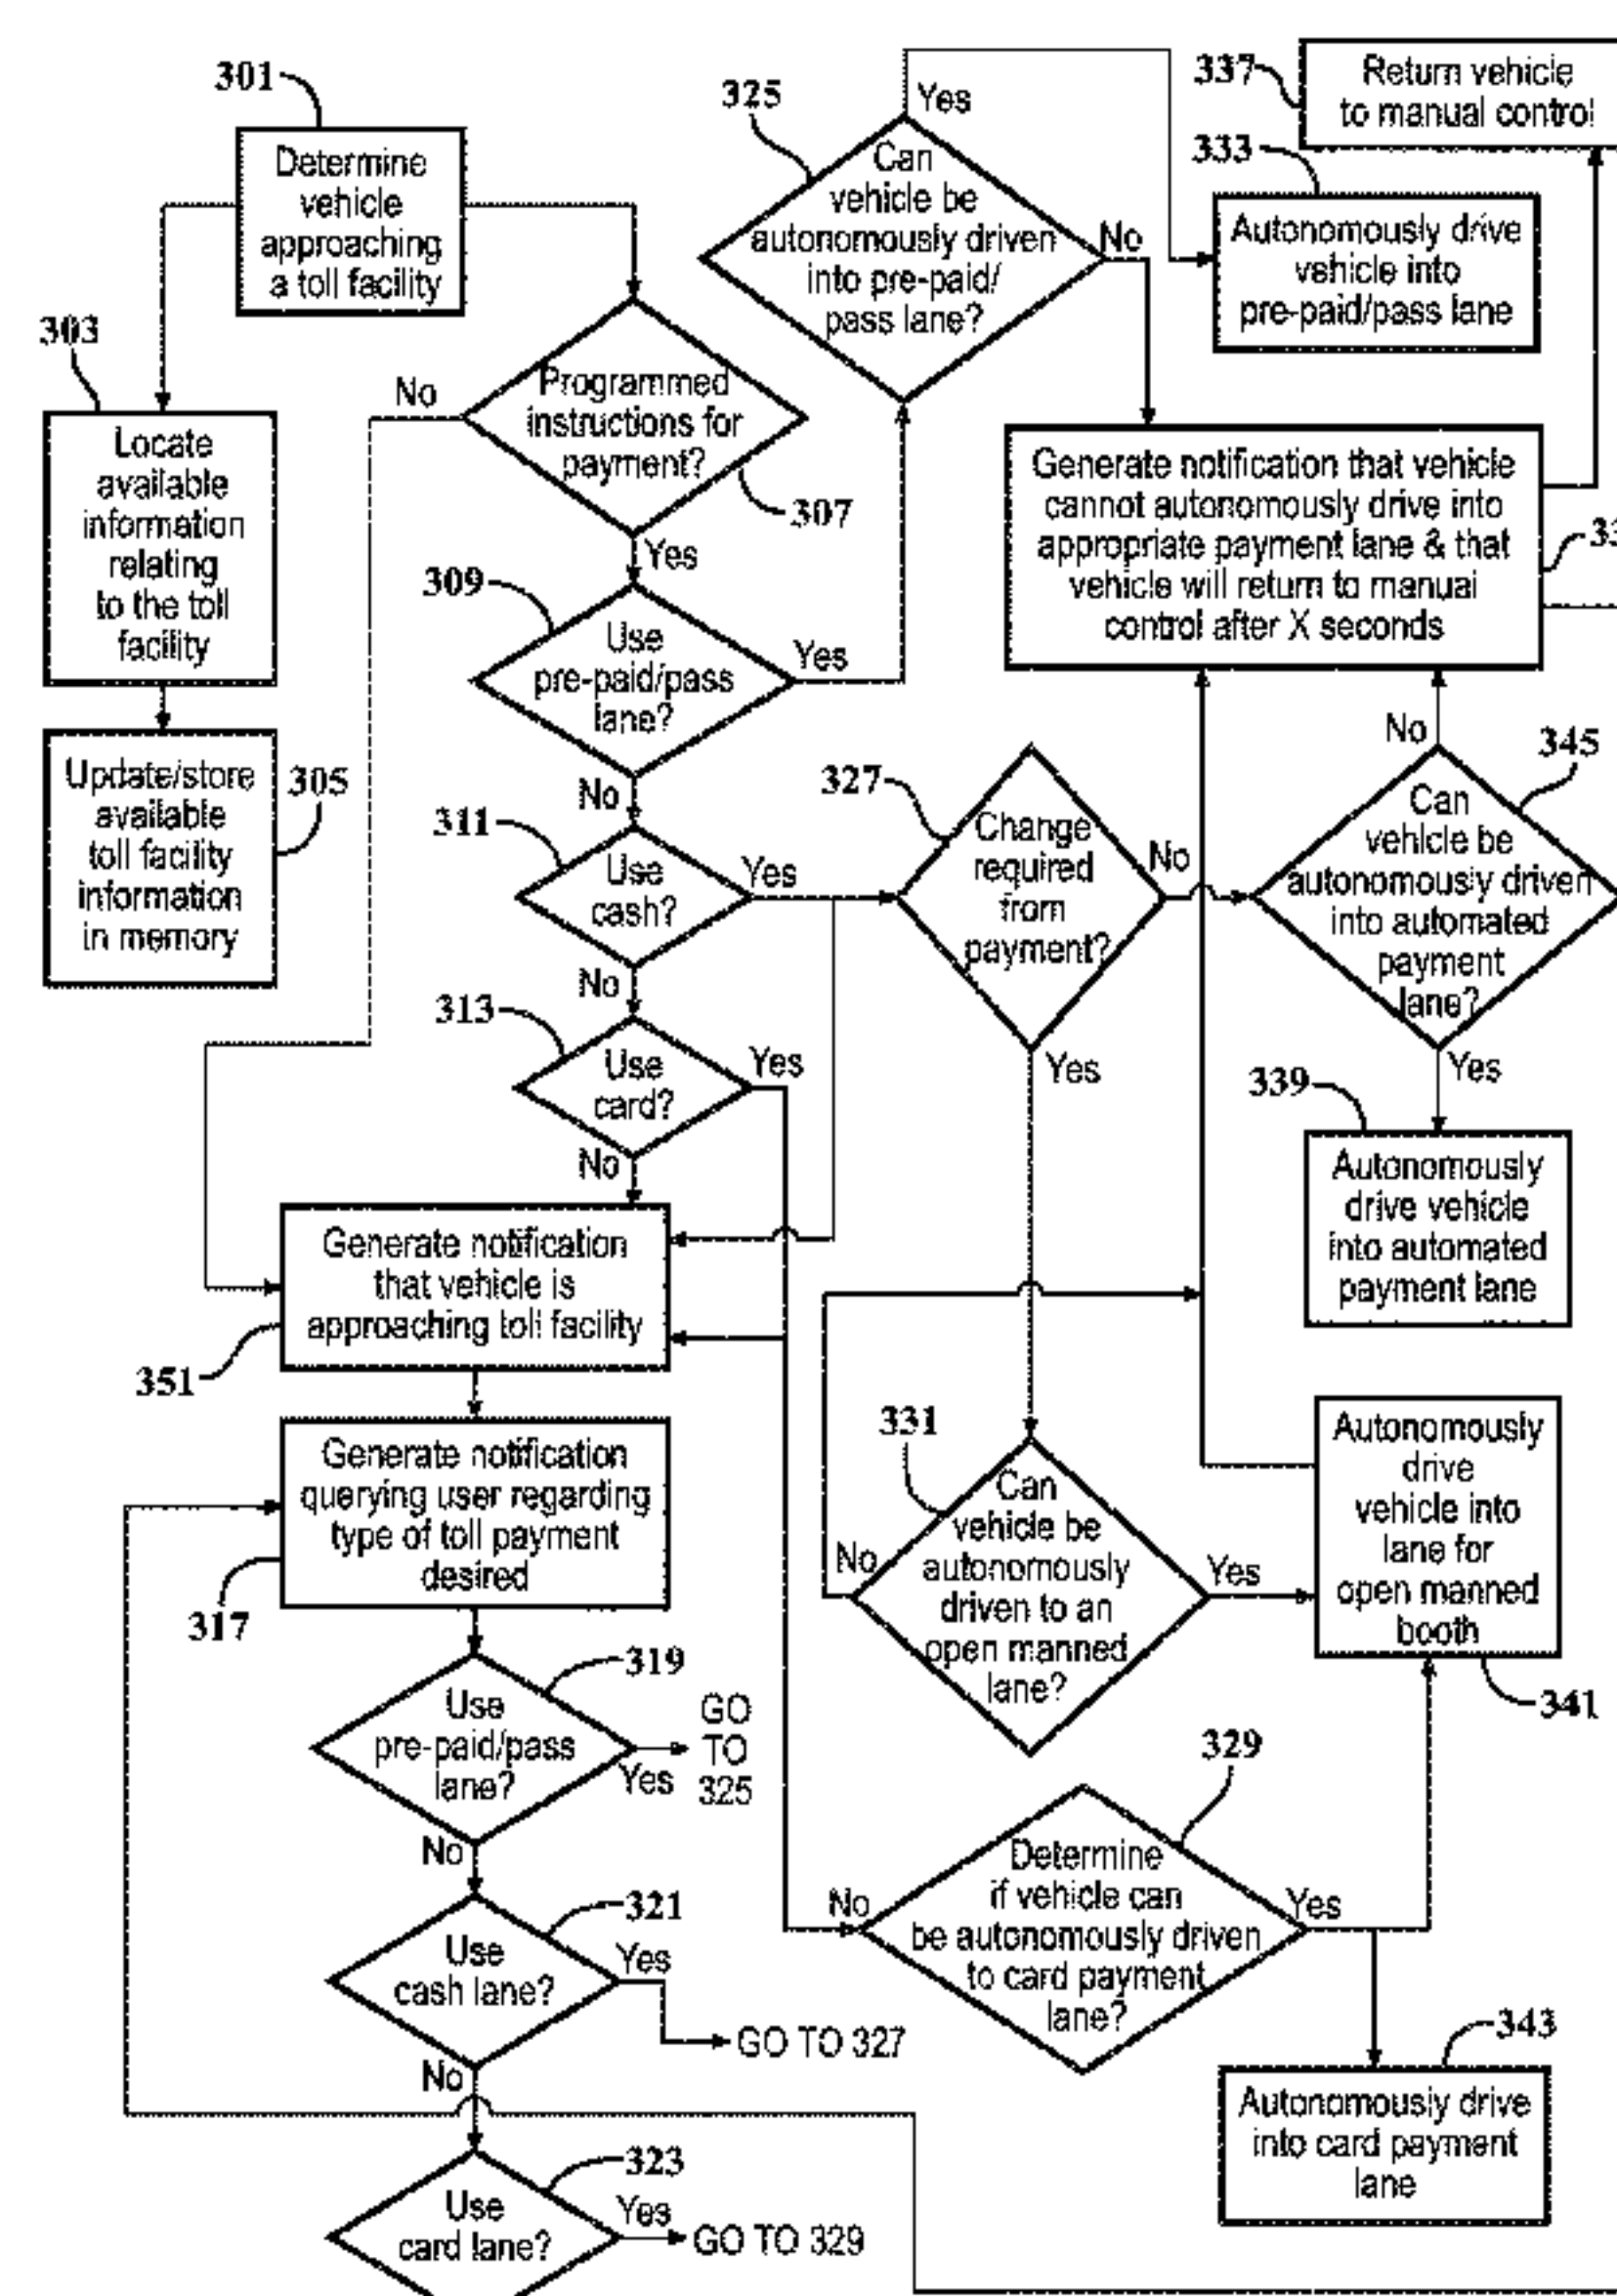 301
Determine
vehicle
approaching
a toll facility
303
Locate
available
information
relating
to the toll
facility
Update/store
available
toll facility
information
in memory
305
No
Programmed
instructions for
payment?
307
Yes
309
Use
pre-paid/pass
lane?
Yes
No
311
Use
cash?
Yes
No
313
Use
card?
Yes
No
Generate notification
that vehicle is
approaching toll facility
351
Generate notification
querying user regarding
type of toll payment
desired
317
319
Use
pre-paid/pass
lane?
Yes
GO
TO
325
No
321
Use
cash lane?
Yes
GO TO 327
No
323
Use
card lane?
Yes
GO TO 329
325
Yes
Can
vehicle be
autonomously driven
into pre-paid/
pass lane?
No
337
Return vehicle
to manual control
333
Autonomously drive
vehicle into
pre-paid/pass lane
Generate notification that vehicle
cannot autonomously drive into
appropriate payment lane & that
vehicle will return to manual
control after X seconds
327
Change
required
from
payment?
No
Yes
No
345
Can
vehicle be
autonomously driven
into automated
payment
lane?
Yes
339
Autonomously
drive vehicle
into automated
payment lane
331
Can
vehicle be
autonomously
driven to an
open manned
lane?
No
Yes
Autonomously
drive
vehicle into
lane for
open manned
booth
341
329
No
Determine
if vehicle can
be autonomously driven
to card payment
lane?
Yes
343
Autonomously drive
into card payment
lane